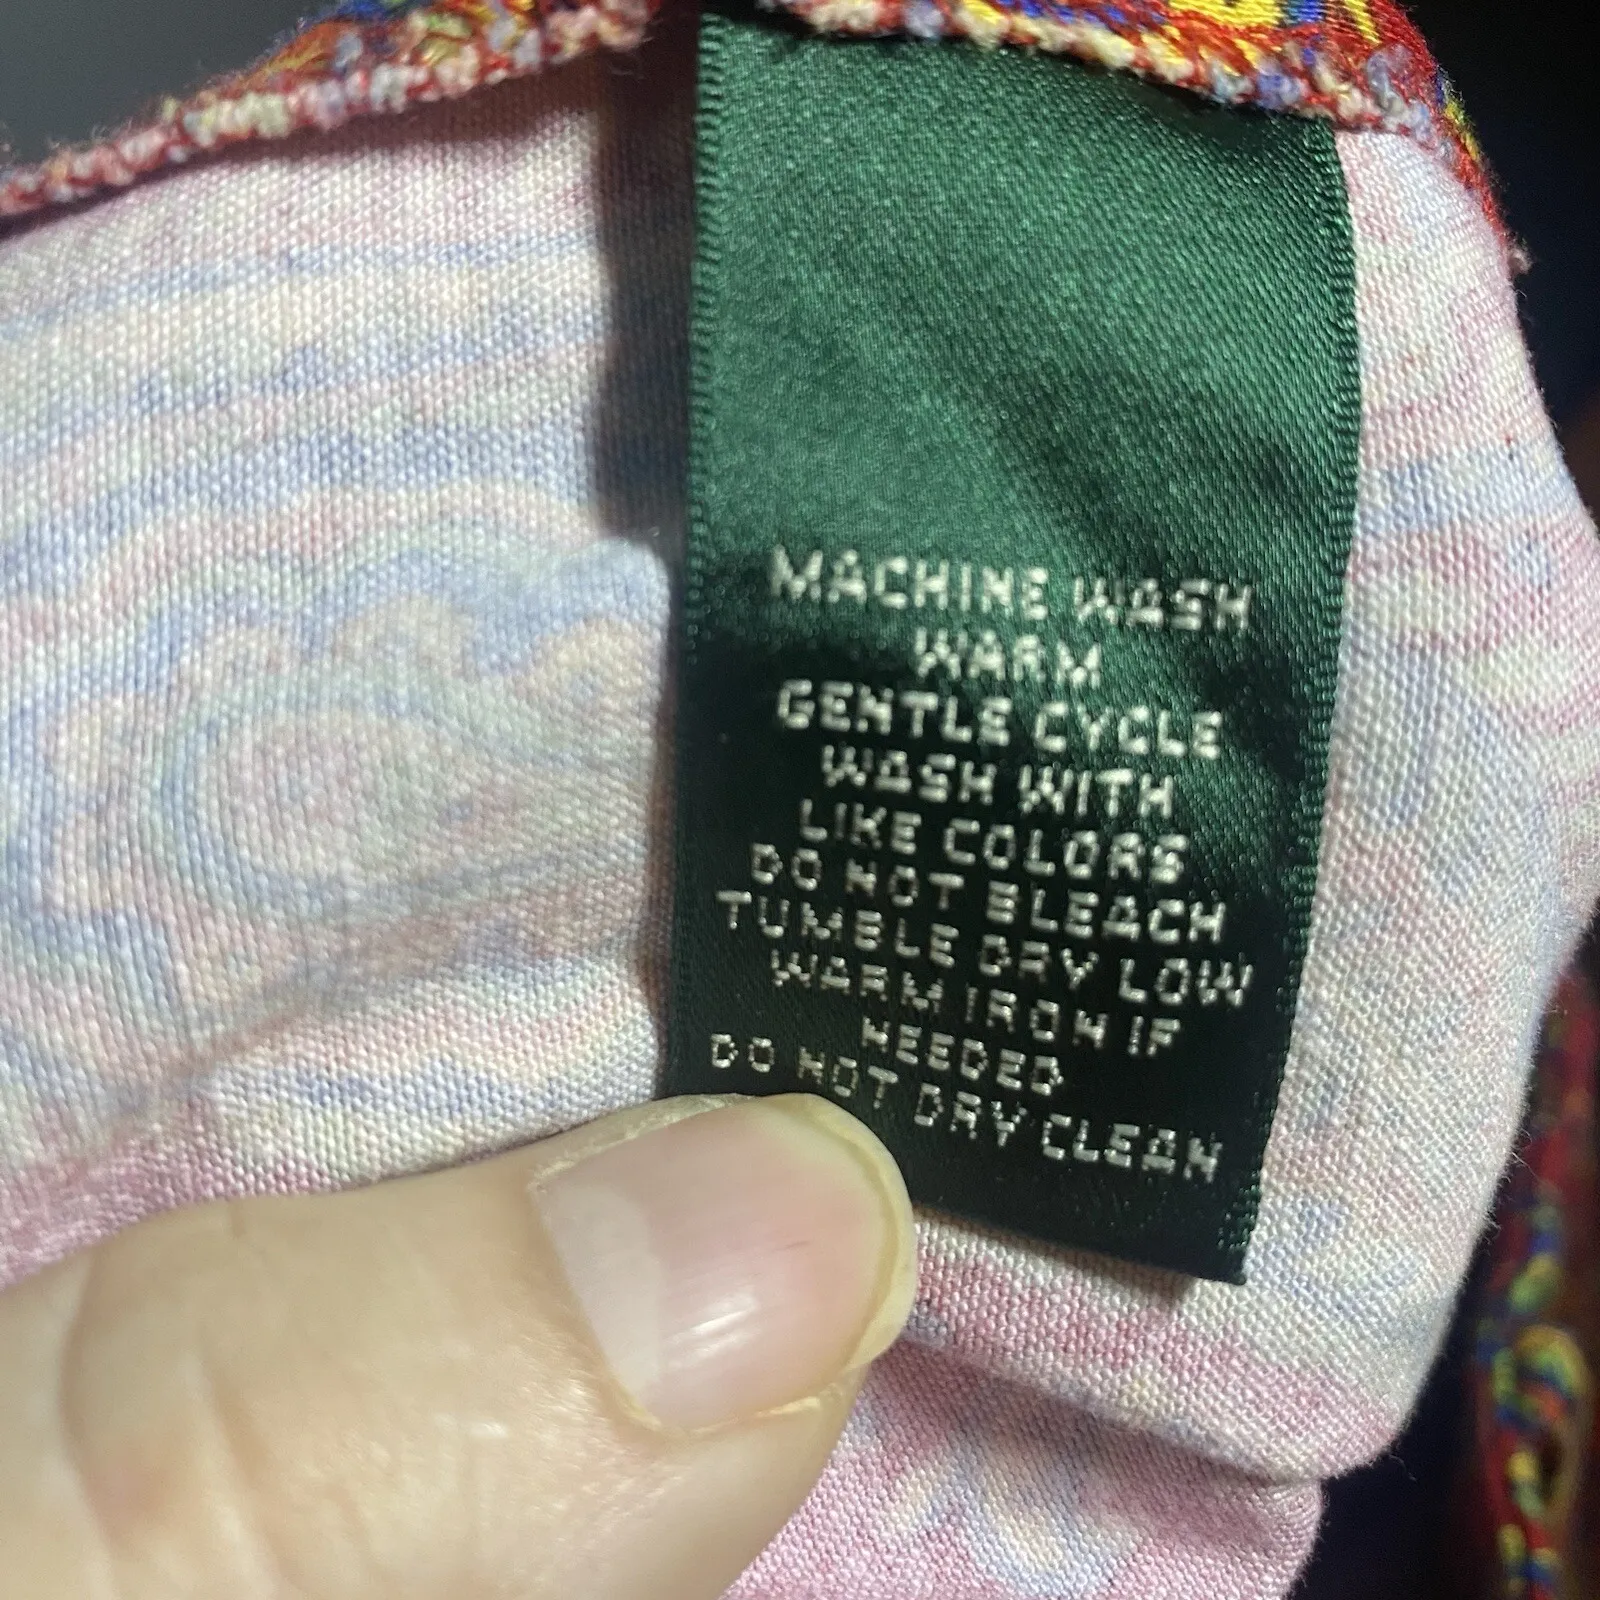 MACHINE WASH
WARM
GENTLE CYCLE
WASH WITH
LIKE COLORS
DO NOT BLEACH
TUMBLE DRY LOW
WARM IRON IF
NEEDED
DO NOT DRY CLEAN